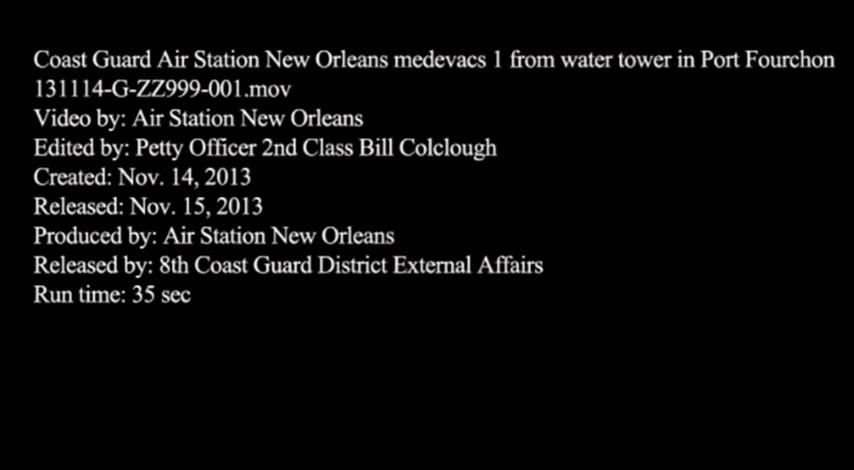 Coast Guard Air Station New Orleans medevacs 1 from water tower in Port Fourchon
131114-G-ZZ999-001.mov
Video by: Air Station New Orleans
Edited by: Petty Officer 2nd Class Bill Colclough
Created: Nov. 14, 2013
Released: Nov. 15, 2013
Produced by: Air Station New Orleans
Released by: 8th Coast Guard District External Affairs
Run time: 35 sec